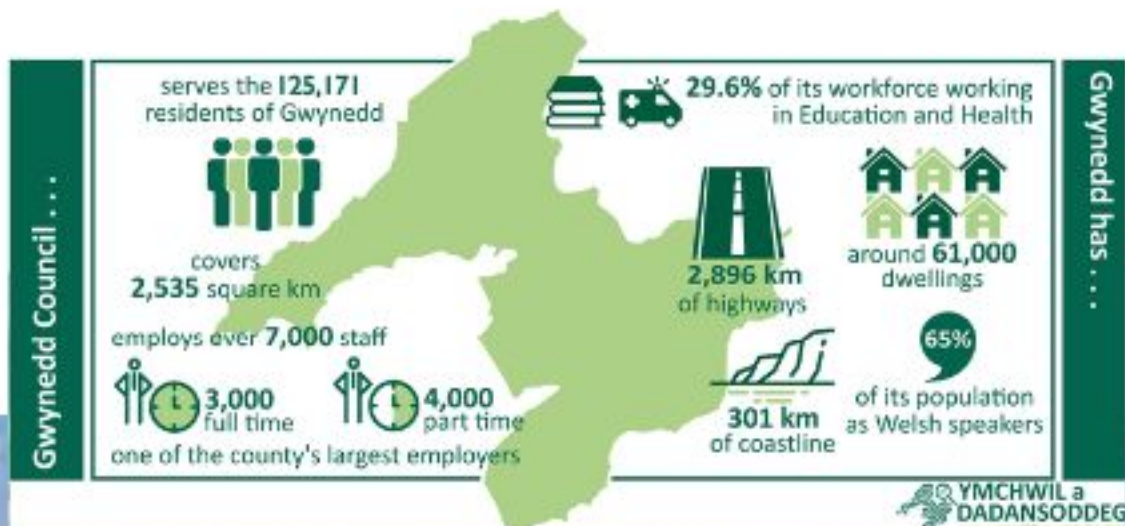 Gwynedd Council . . .
serves the 125,171
residents of Gwynedd
covers
2,535 square km
employs over 7,000 staff
3,000
full time
4,000
part time
one of the county's largest employers
29.6% of its workforce working
in Education and Health
2,896 km
of highways
around 61,000
dwellings
301 km
of coastline
65%
of its population
as Welsh speakers
Gwynedd has . . .
YMCHWIL a
DADANSODDEG